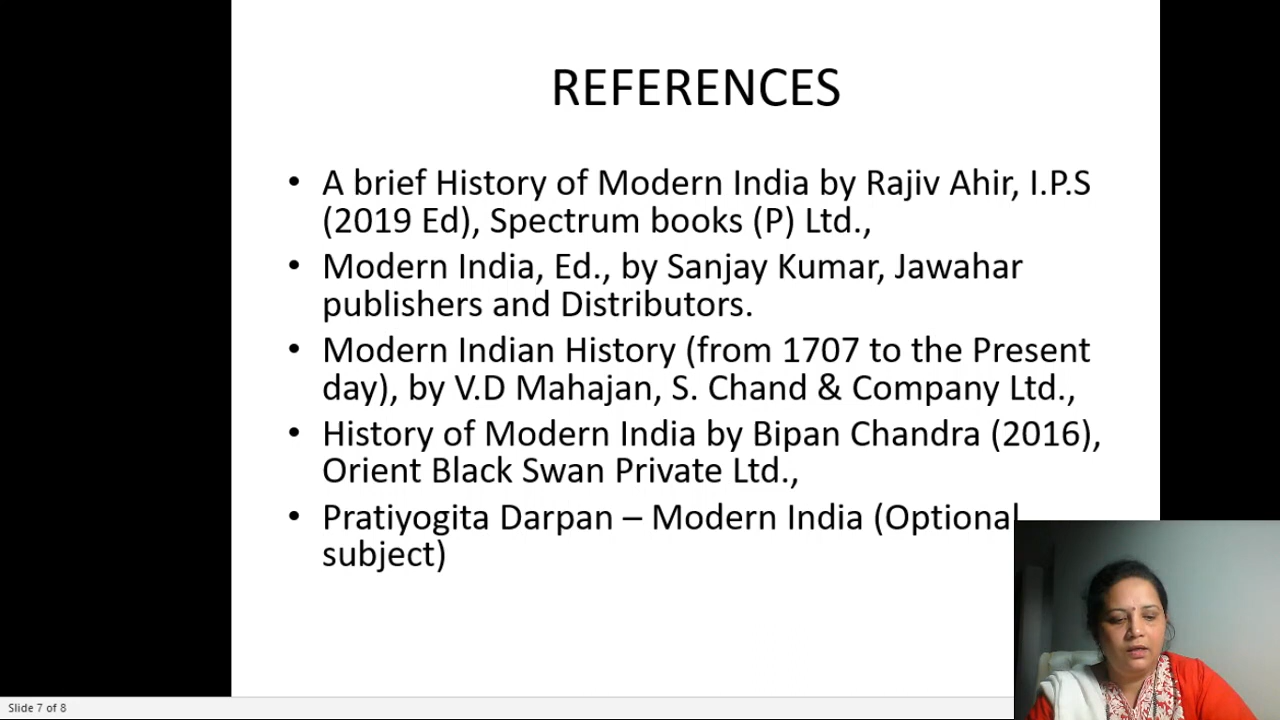 REFERENCES
• A brief History of Modern India by Rajiv Ahir, I.P.S
(2019 Ed), Spectrum books (P) Ltd.,
• Modern India, Ed., by Sanjay Kumar, Jawahar
publishers and Distributors.
• Modern Indian History (from 1707 to the Present
day), by V.D Mahajan, S. Chand & Company Ltd.,
• History of Modern India by Bipan Chandra (2016),
Orient Black Swan Private Ltd.,
• Pratiyogita Darpan – Modern India (Optional
subject)
Slide 7 of 8